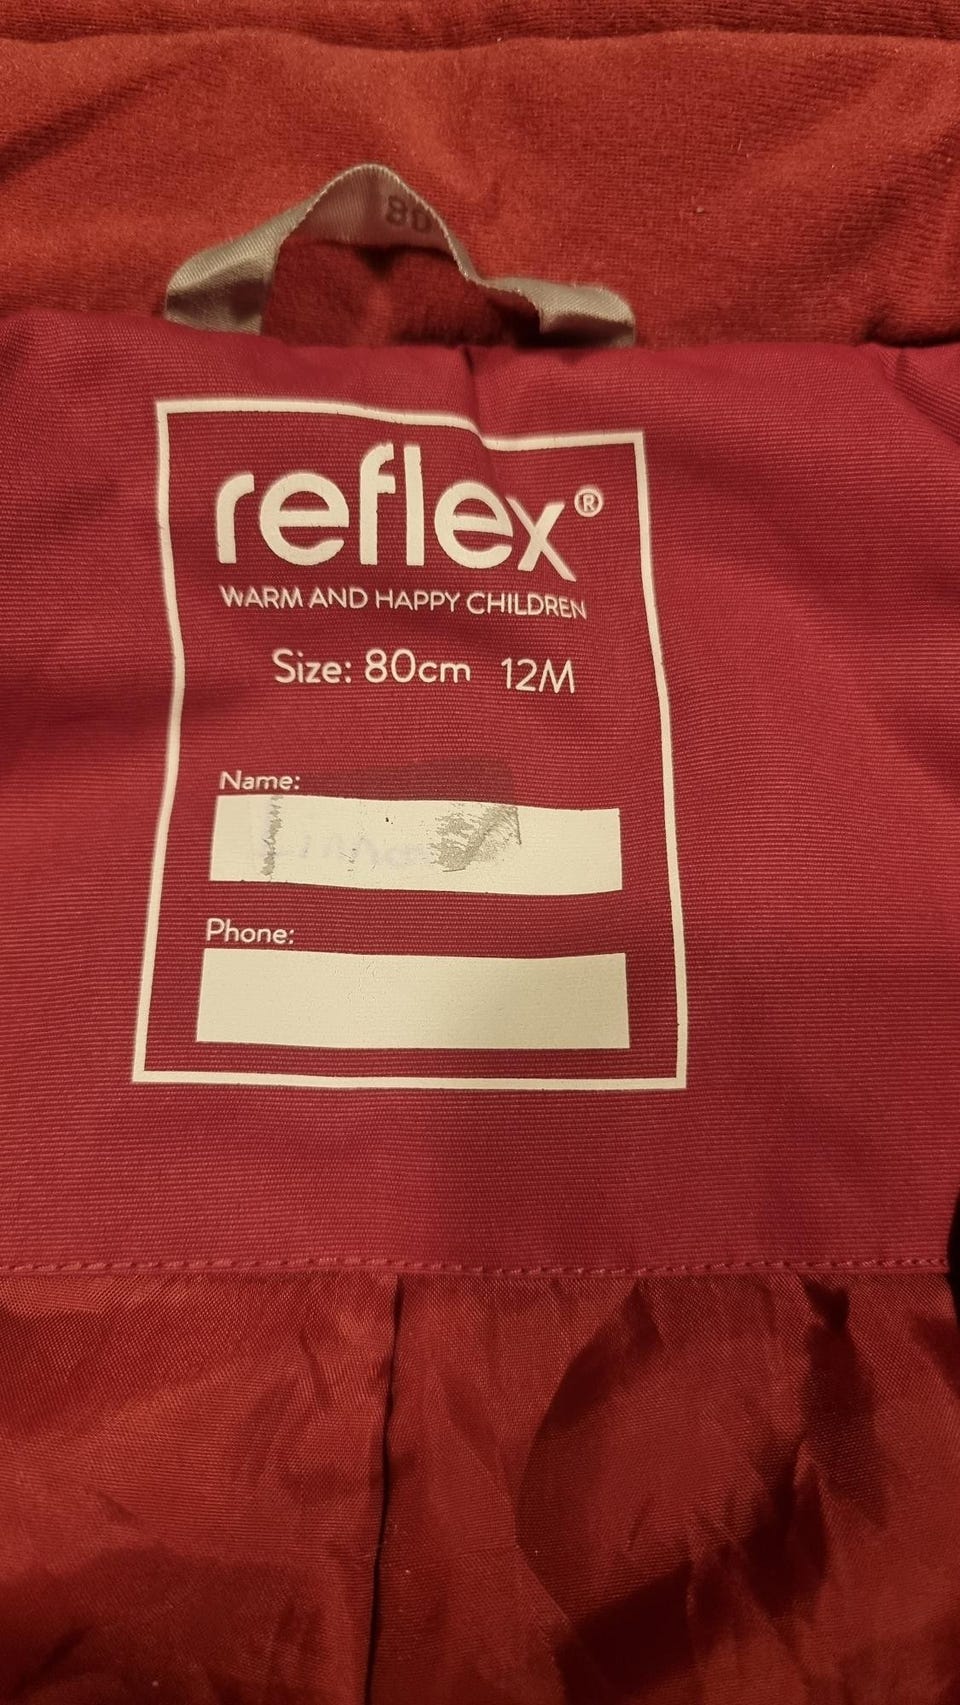 80
reflex®
WARM AND HAPPY CHILDREN
Size: 80cm 12M
Name:
Phone: